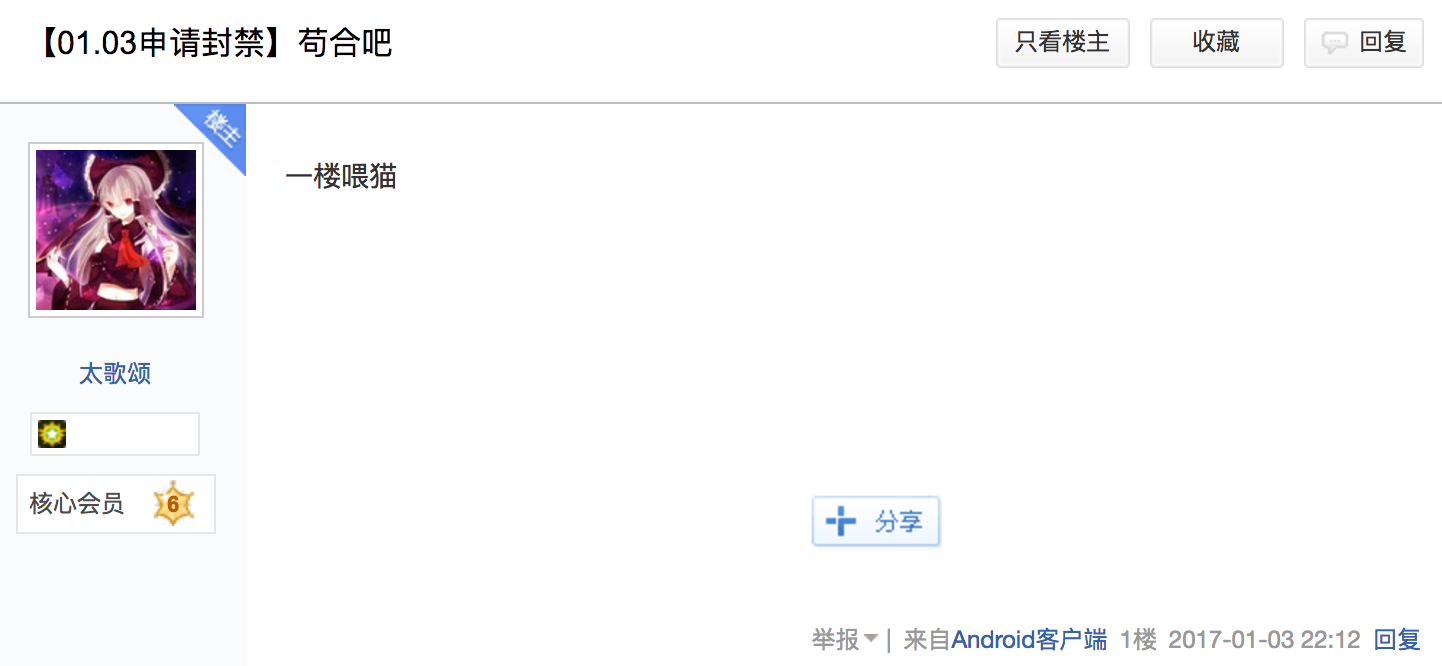 【01.03申请封禁】苟合吧
只看楼主
收藏
回复
楼主
一楼喂猫
太歌颂
核心会员 6
分享
举报 | 来自Android客户端 1楼 2017-01-03 22:12 回复